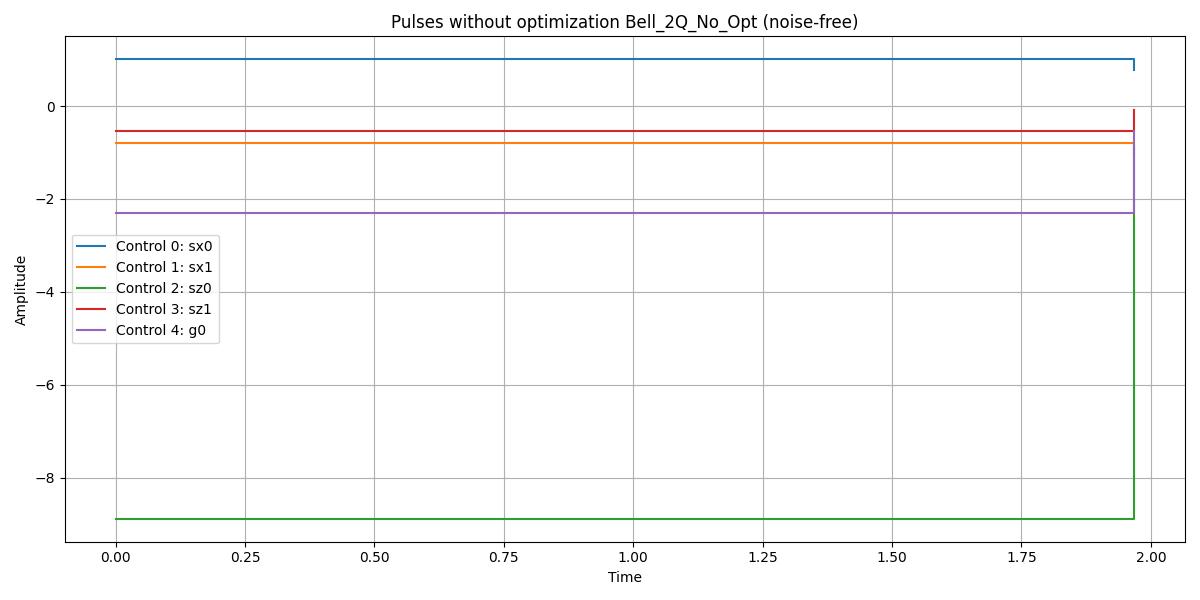 Pulses without optimization Bell_2Q_No_Opt (noise-free)
0
−2
−4
−6
−8
Amplitude
Control 0: sx0
Control 1: sx1
Control 2: sz0
Control 3: sz1
Control 4: g0
0.00 0.25 0.50 0.75 1.00 1.25 1.50 1.75 2.00
Time